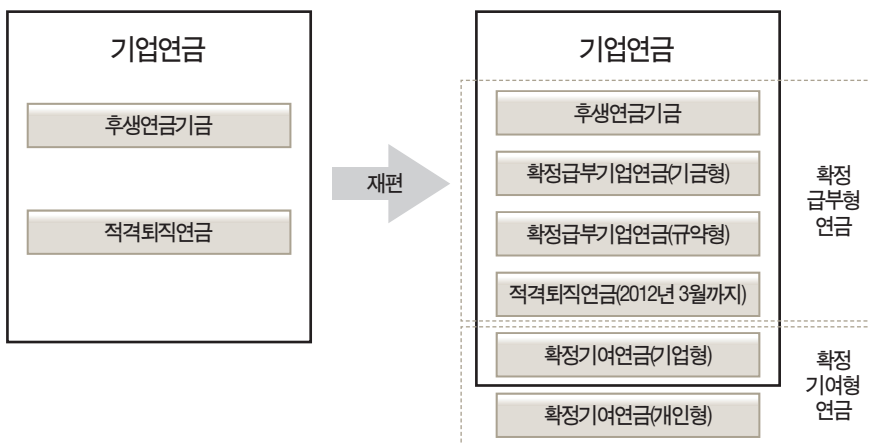 기업연금
후생연금기금
적격퇴직연금
재편
기업연금
후생연금기금
확정급부기업연금(기금형)
확정급부기업연금(규약형)
적격퇴직연금(2012년 3월까지)
확정기여연금(기업형)
확정기여연금(개인형)
확정
급부형
연금
확정
기여형
연금